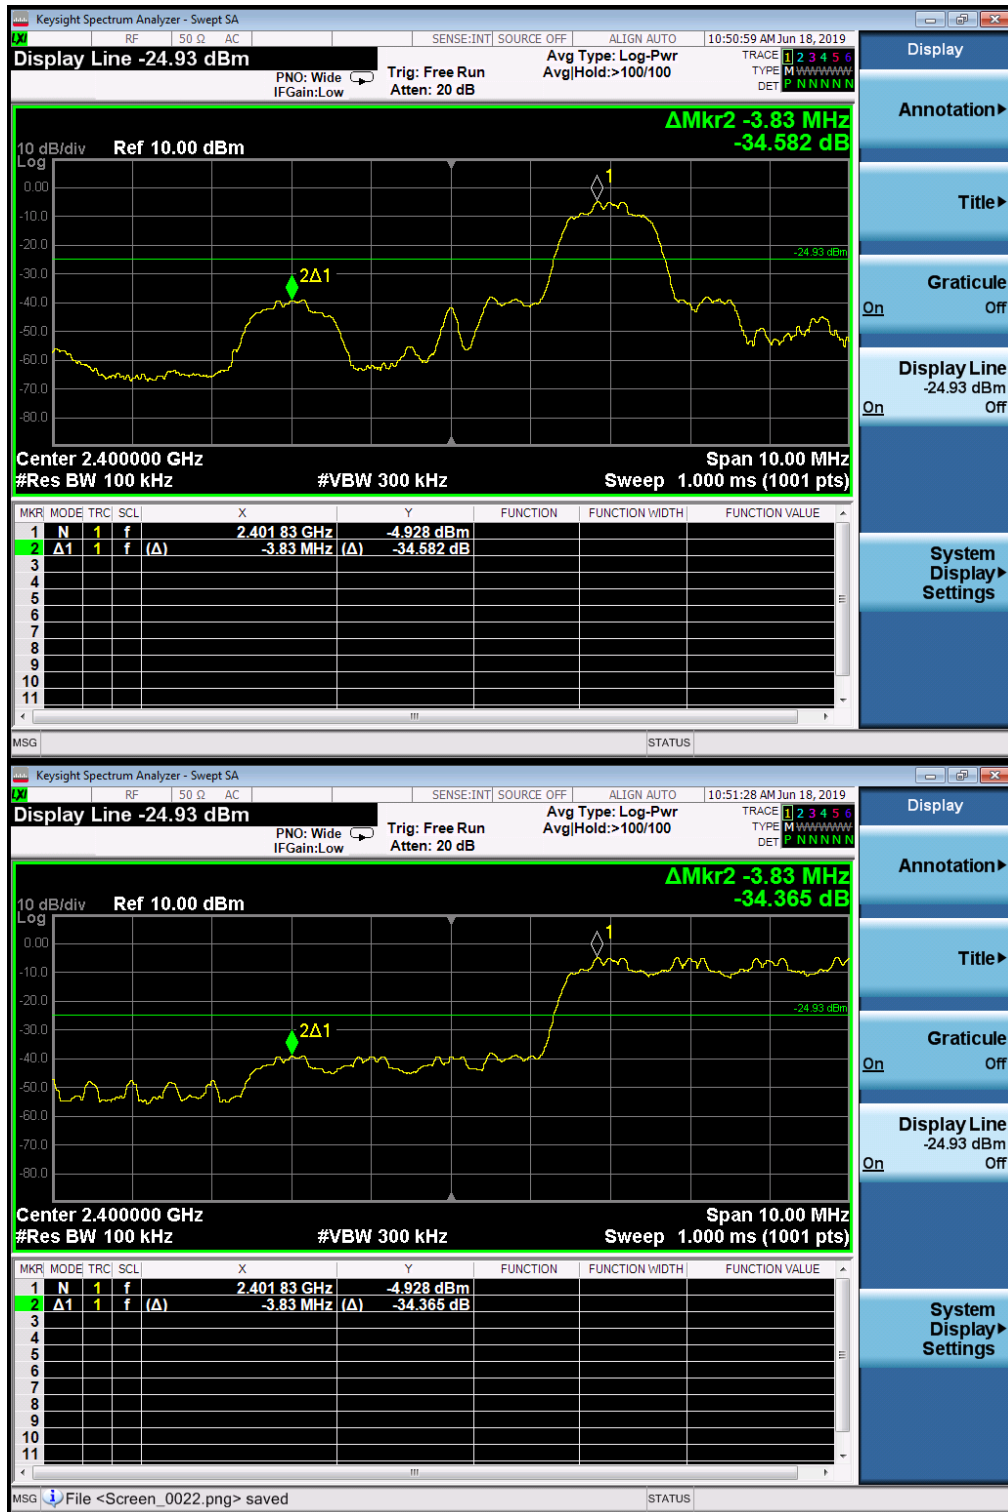 Keysight Spectrum Analyzer - Swept SA
LXI RF 50 Ω AC SENSE:INT SOURCE OFF ALIGN AUTO 10:50:59 AM Jun 18, 2019
Display Line -24.93 dBm
PNO: Wide
IFGain:Low
Trig: Free Run
Atten: 20 dB
Avg Type: Log-Pwr
Avg|Hold:>100/100
TRACE 1 2 3 4 5 6
TYPE M WWWWW
DET P N N N N N
ΔMkr2 -3.83 MHz
-34.582 dB
10 dB/div Ref 10.00 dBm
Log
1
0.00
-10.0
-20.0
-24.93 dBm
-30.0
2Δ1
-40.0
-50.0
-60.0
-70.0
-80.0
Center 2.400000 GHz Span 10.00 MHz
#Res BW 100 kHz #VBW 300 kHz Sweep 1.000 ms (1001 pts)
MKR MODE TRC SCL X Y FUNCTION FUNCTION WIDTH FUNCTION VALUE
1 N 1 f 2.401 83 GHz -4.928 dBm
2 Δ1 1 f (Δ) -3.83 MHz (Δ) -34.582 dB
3
4
5
6
7
8
9
10
11
MSG STATUS
Display
Annotation
Title
Graticule
On Off
Display Line
-24.93 dBm
On Off
System
Display
Settings
Keysight Spectrum Analyzer - Swept SA
LXI RF 50 Ω AC SENSE:INT SOURCE OFF ALIGN AUTO 10:51:28 AM Jun 18, 2019
Display Line -24.93 dBm
PNO: Wide
IFGain:Low
Trig: Free Run
Atten: 20 dB
Avg Type: Log-Pwr
Avg|Hold:>100/100
TRACE 1 2 3 4 5 6
TYPE M WWWWW
DET P N N N N N
ΔMkr2 -3.83 MHz
-34.365 dB
10 dB/div Ref 10.00 dBm
Log
1
0.00
-10.0
-20.0
-24.93 dBm
-30.0
2Δ1
-40.0
-50.0
-60.0
-70.0
-80.0
Center 2.400000 GHz Span 10.00 MHz
#Res BW 100 kHz #VBW 300 kHz Sweep 1.000 ms (1001 pts)
MKR MODE TRC SCL X Y FUNCTION FUNCTION WIDTH FUNCTION VALUE
1 N 1 f 2.401 83 GHz -4.928 dBm
2 Δ1 1 f (Δ) -3.83 MHz (Δ) -34.365 dB
3
4
5
6
7
8
9
10
11
MSG File <Screen_0022.png> saved STATUS
Display
Annotation
Title
Graticule
On Off
Display Line
-24.93 dBm
On Off
System
Display
Settings